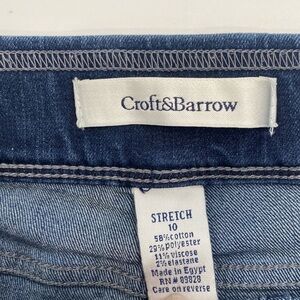 Croft&Barrow
STRETCH
10
58% cotton
29% polyester
11% viscose
2% elastane
Made in Egypt
RN# 83828
Care on reverse